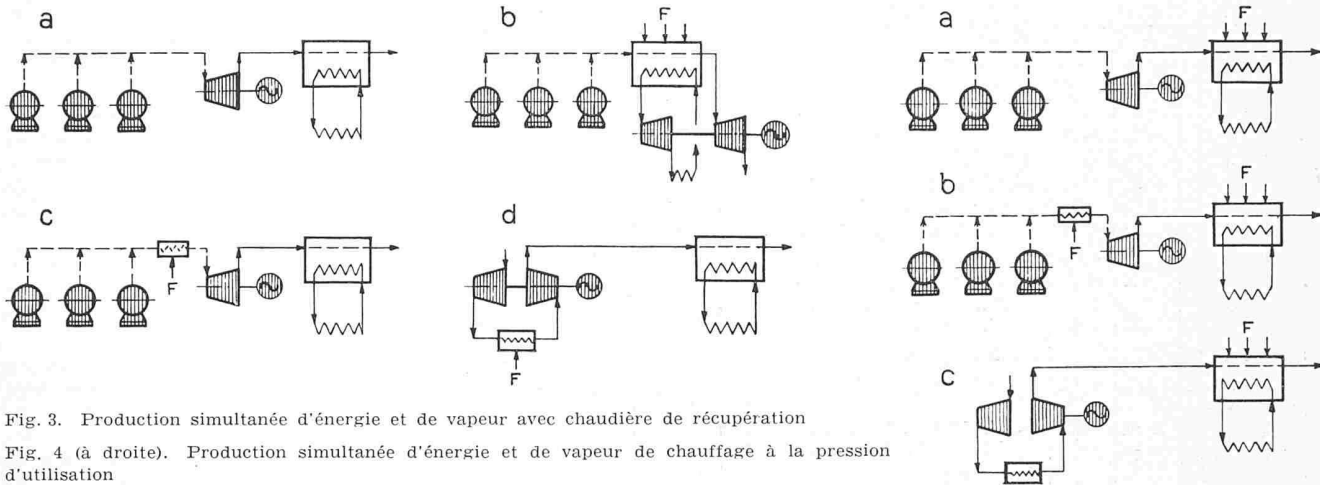 a
b
F
c
F
d
F
Fig. 3. Production simultanée d'énergie et de vapeur avec chaudière de récupération
Fig. 4 (à droite). Production simultanée d'énergie et de vapeur de chauffage à la pression
d'utilisation
a
F
b
F
F
c
F